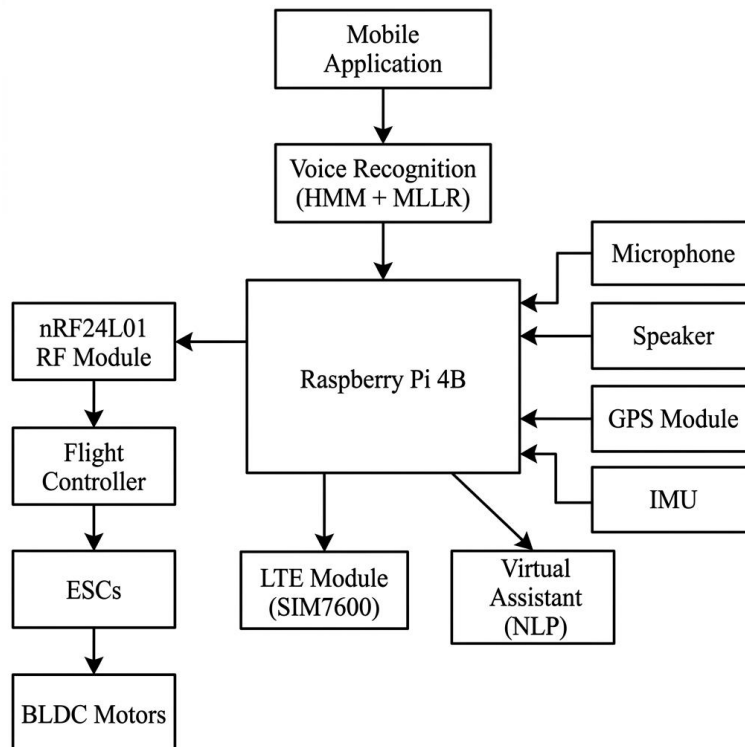 Mobile
Application
Voice Recognition
(HMM + MLLR)
Microphone
nRF24L01
RF Module
Speaker
Raspberry Pi 4B
GPS Module
Flight
Controller
IMU
ESCs
LTE Module
(SIM7600)
Virtual
Assistant
(NLP)
BLDC Motors